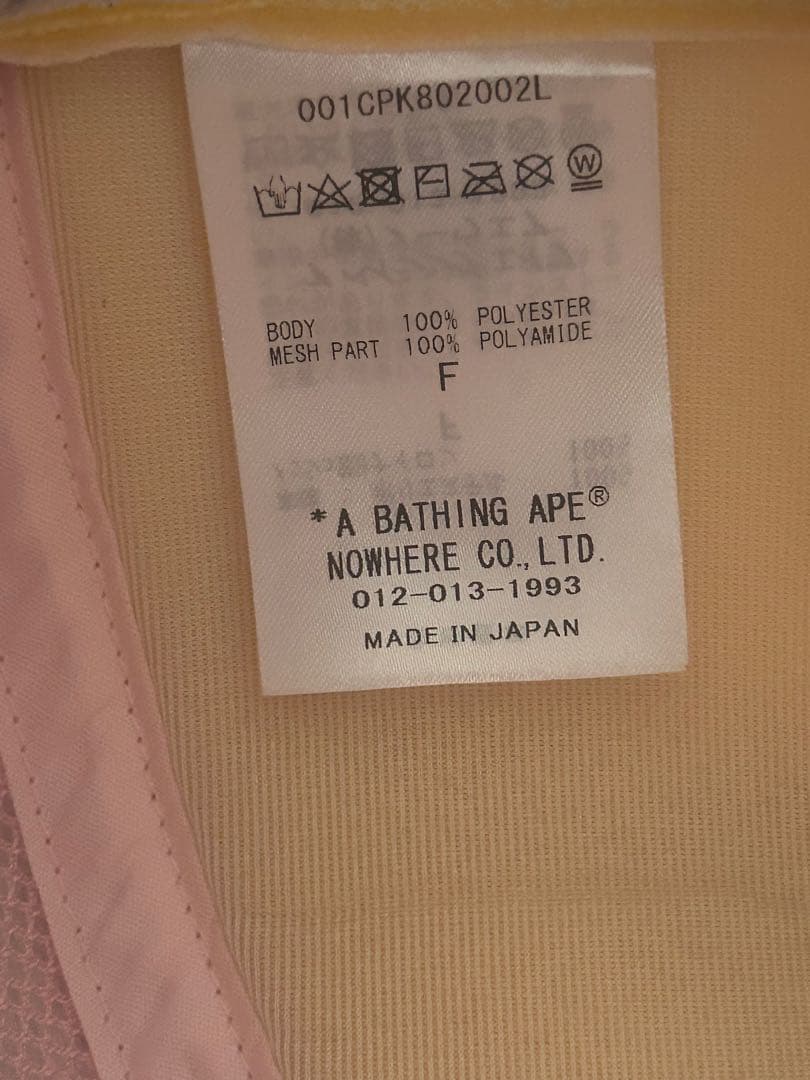 001CPK802002L
W
BODY 100% POLYESTER
MESH PART 100% POLYAMIDE
F
*A BATHING APE®
NOWHERE CO., LTD.
012-013-1993
MADE IN JAPAN